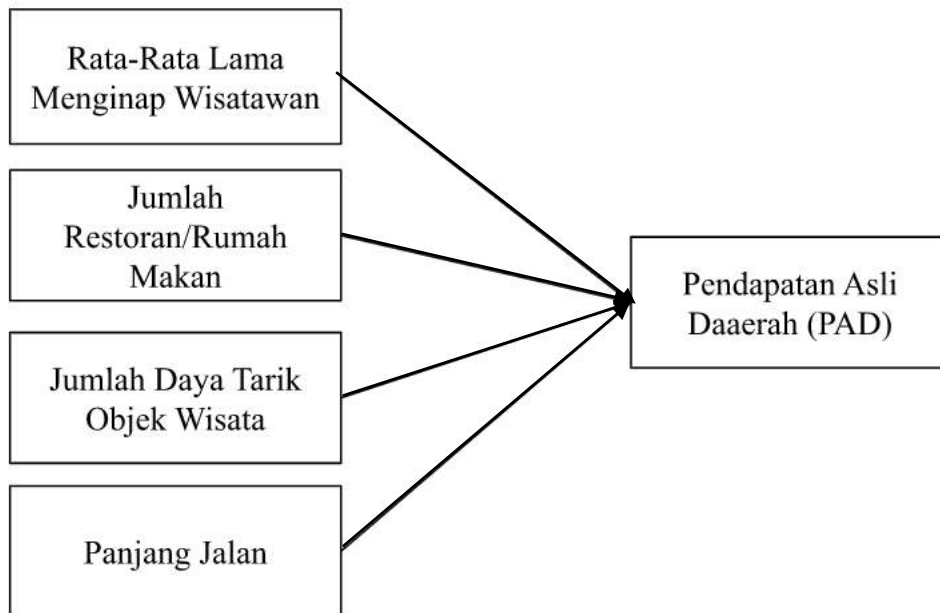 Rata-Rata Lama
Menginap Wisatawan
Jumlah
Restoran/Rumah
Makan
Jumlah Daya Tarik
Objek Wisata
Panjang Jalan
Pendapatan Asli
Daaerah (PAD)